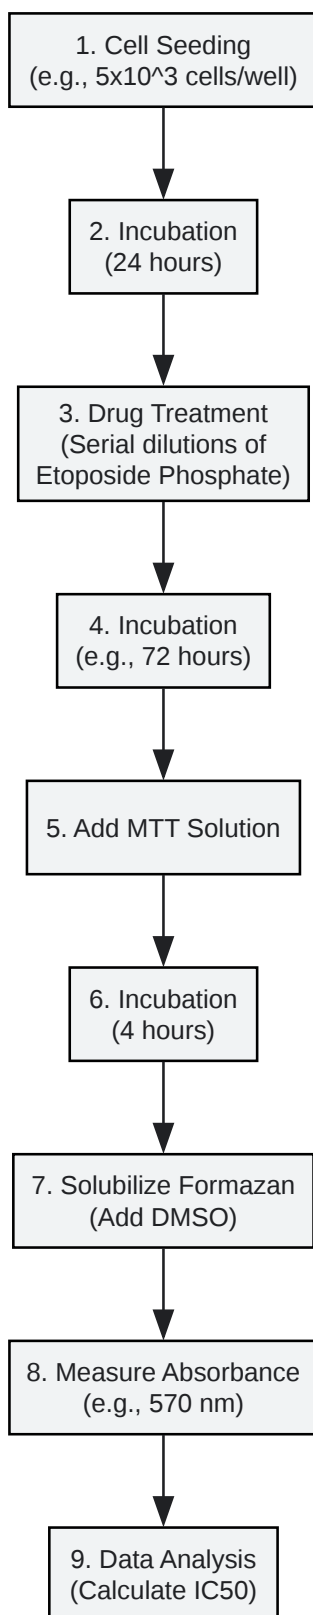 1. Cell Seeding
(e.g., 5x10^3 cells/well)
2. Incubation
(24 hours)
3. Drug Treatment
(Serial dilutions of
Etoposide Phosphate)
4. Incubation
(e.g., 72 hours)
5. Add MTT Solution
6. Incubation
(4 hours)
7. Solubilize Formazan
(Add DMSO)
8. Measure Absorbance
(e.g., 570 nm)
9. Data Analysis
(Calculate IC50)